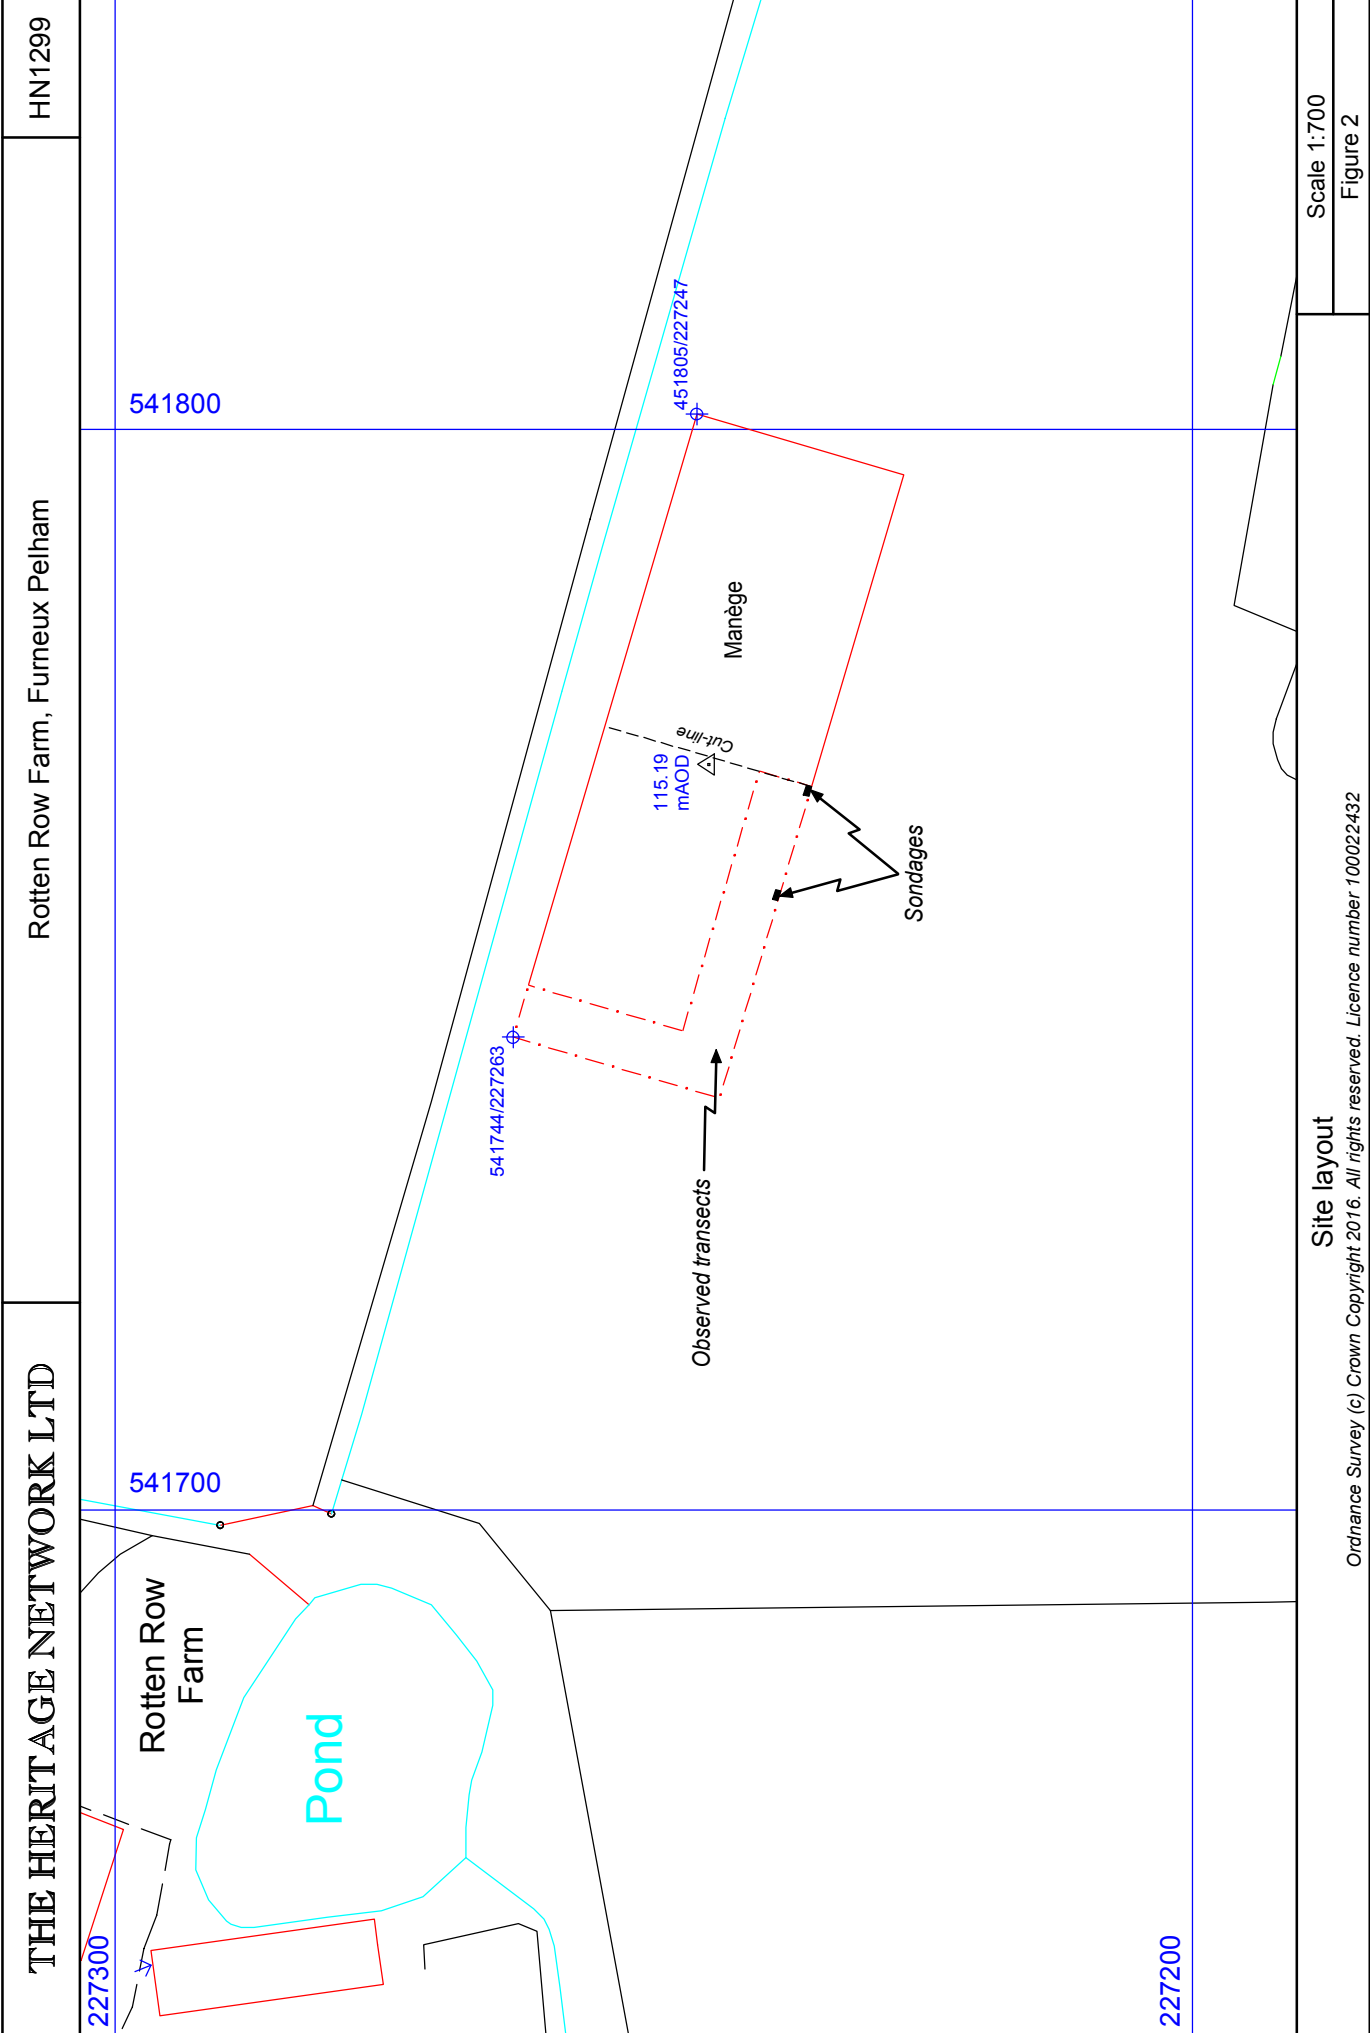 THE HERITAGE NETWORK LTD
Rotten Row Farm, Furneux Pelham
HN1299
227300
541700
541800
Rotten Row
Farm
Pond
541744/227263
451805/227247
115.19
mAOD
Cut-line
Manège
Observed transects
Sondages
227200
Site layout
Scale 1:700
Ordnance Survey (c) Crown Copyright 2016. All rights reserved. Licence number 100022432
Figure 2